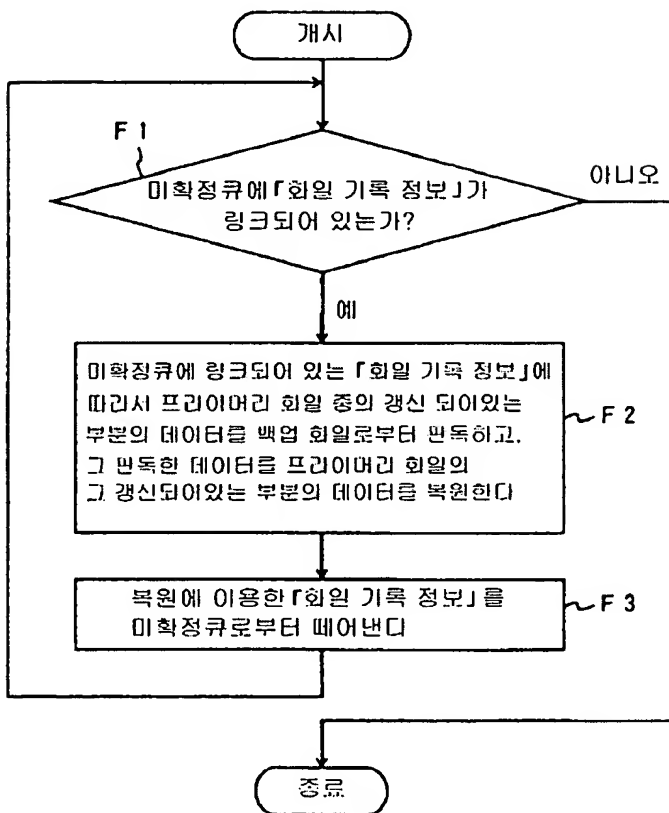 개시
F 1
미확정큐에「화일 기록 정보」가
링크되어 있는가?
아니오
예
미확정큐에 링크되어 있는「화일 기록 정보」에
따라서 프라이머리 화일 중의 갱신 되어있는
부분의 데이터를 백업 화일로부터 판독하고,
그 판독한 데이터를 프라이머리 화일의
그 갱신되어있는 부분의 데이터를 복원한다
F 2
복원에 이용한「화일 기록 정보」를
미확정큐로부터 떼어낸다
F 3
종료